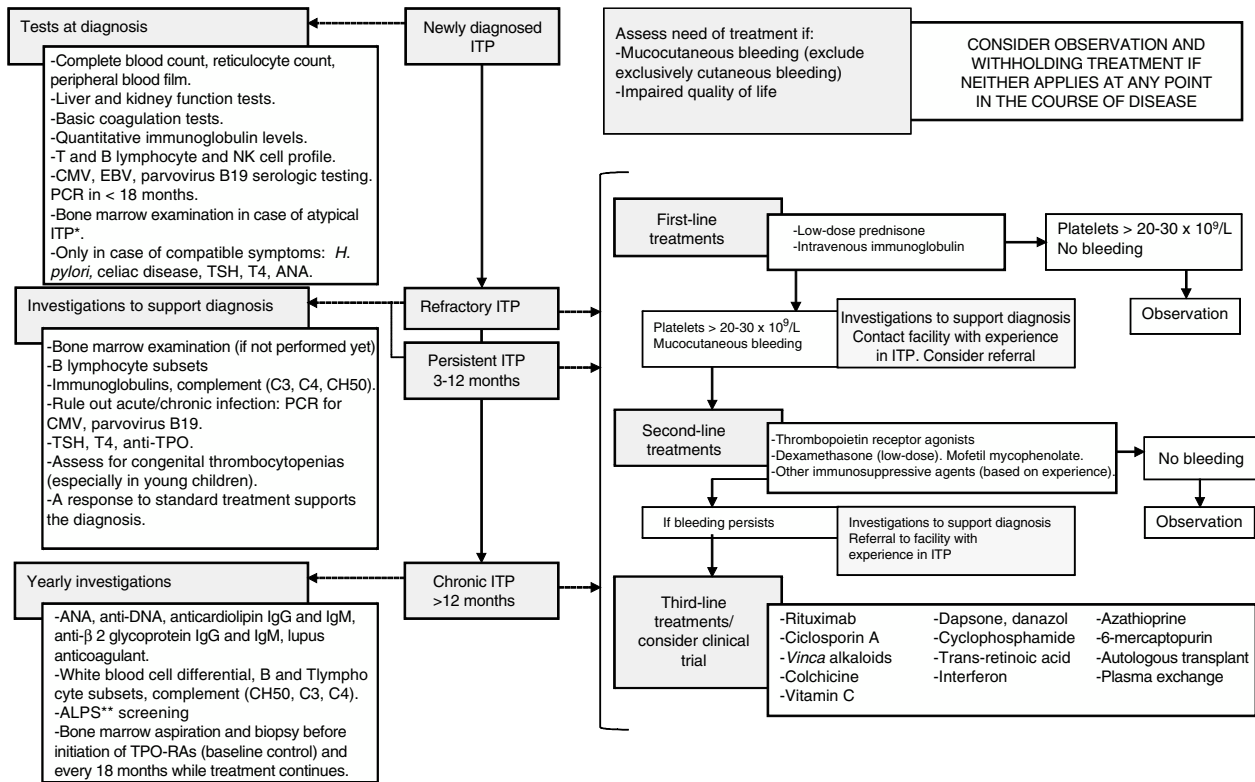 Tests at diagnosis
-Complete blood count, reticulocyte count,
peripheral blood film.
-Liver and kidney function tests.
-Basic coagulation tests.
-Quantitative immunoglobulin levels.
-T and B lymphocyte and NK cell profile.
-CMV, EBV, parvovirus B19 serologic testing.
PCR in < 18 months.
-Bone marrow examination in case of atypical
ITP*.
-Only in case of compatible symptoms: H.
pylori, celiac disease, TSH, T4, ANA.
Investigations to support diagnosis
-Bone marrow examination (if not performed yet)
-B lymphocyte subsets
-Immunoglobulins, complement (C3, C4, CH50).
-Rule out acute/chronic infection: PCR for
CMV, parvovirus B19.
-TSH, T4, anti-TPO.
-Assess for congenital thrombocytopenias
(especially in young children).
-A response to standard treatment supports
the diagnosis.
Yearly investigations
-ANA, anti-DNA, anticardiolipin IgG and IgM,
anti-β 2 glycoprotein IgG and IgM, lupus
anticoagulant.
-White blood cell differential, B and Tlympho
cyte subsets, complement (CH50, C3, C4).
-ALPS** screening
-Bone marrow aspiration and biopsy before
initiation of TPO-RAs (baseline control) and
every 18 months while treatment continues.
Newly diagnosed
ITP
Refractory ITP
Persistent ITP
3-12 months
Chronic ITP
>12 months
Assess need of treatment if:
-Mucocutaneous bleeding (exclude
exclusively cutaneous bleeding)
-Impaired quality of life
CONSIDER OBSERVATION AND
WITHHOLDING TREATMENT IF
NEITHER APPLIES AT ANY POINT
IN THE COURSE OF DISEASE
First-line
treatments
-Low-dose prednisone
-Intravenous immunoglobulin
Platelets > 20-30 x 10⁹/L
No bleeding
Observation
Platelets > 20-30 x 10⁹/L
Mucocutaneous bleeding
Investigations to support diagnosis
Contact facility with experience
in ITP. Consider referral
Second-line
treatments
-Thrombopoietin receptor agonists
-Dexamethasone (low-dose). Mofetil mycophenolate.
-Other immunosuppressive agents (based on experience).
No bleeding
Observation
If bleeding persists
Investigations to support diagnosis
Referral to facility with
experience in ITP
Third-line
treatments/
consider clinical
trial
-Rituximab
-Ciclosporin A
-Vinca alkaloids
-Colchicine
-Vitamin C
-Dapsone, danazol
-Cyclophosphamide
-Trans-retinoic acid
-Interferon
-Azathioprine
-6-mercaptopurin
-Autologous transplant
-Plasma exchange